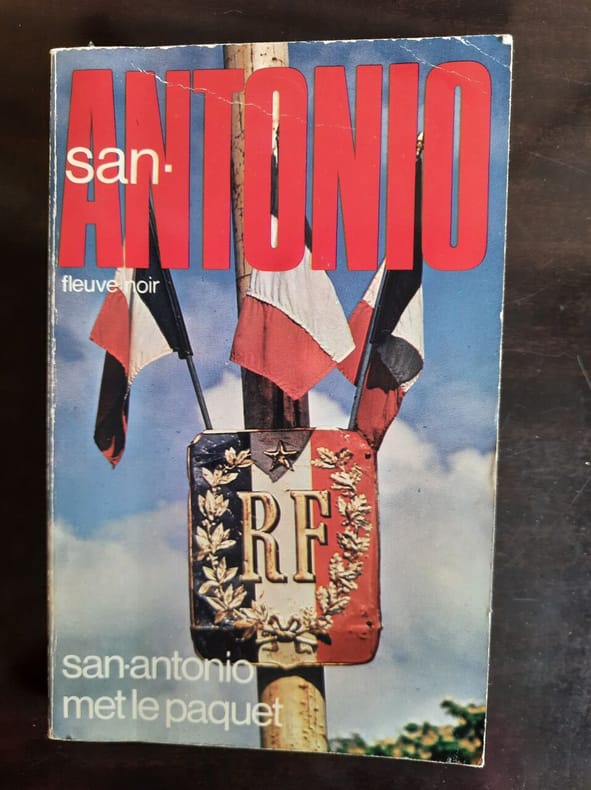 ANTONIO
san·
fleuve noir
RF
san·antonio
met le paquet